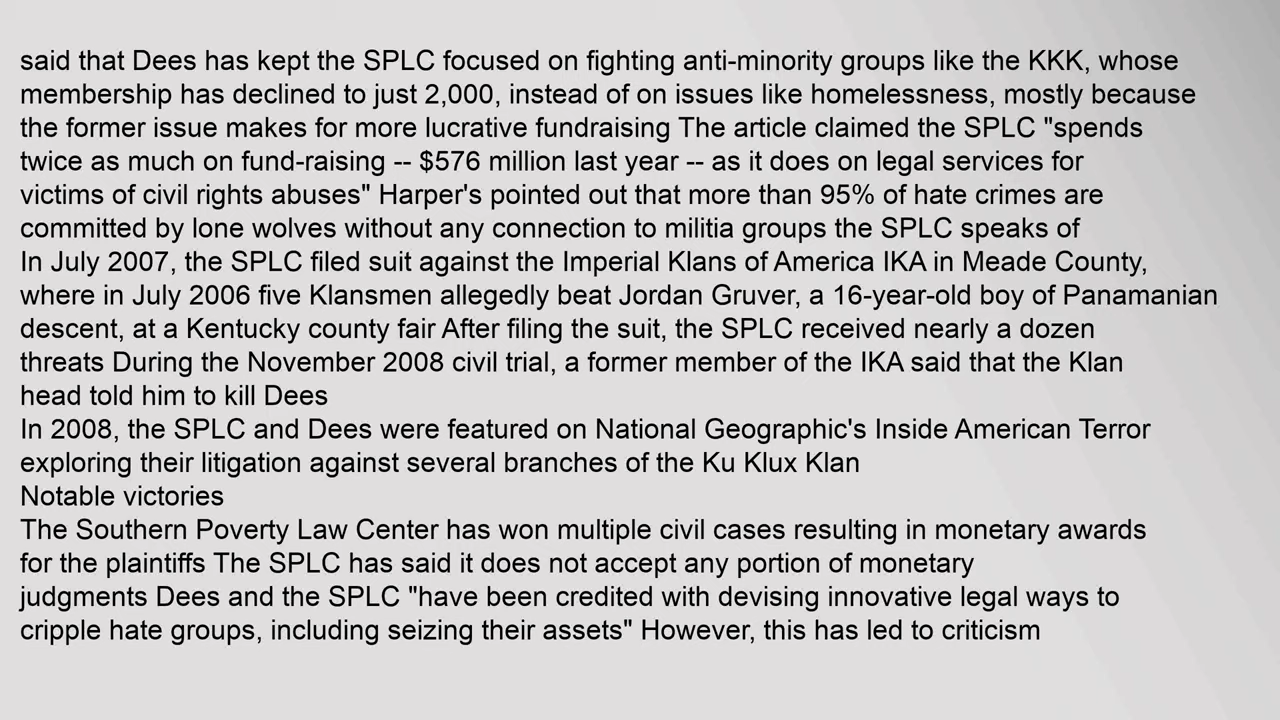 said that Dees has kept the SPLC focused on fighting anti-minority groups like the KKK, whose
membership has declined to just 2,000, instead of on issues like homelessness, mostly because
the former issue makes for more lucrative fundraising The article claimed the SPLC "spends
twice as much on fund-raising -- $576 million last year -- as it does on legal services for
victims of civil rights abuses" Harper's pointed out that more than 95% of hate crimes are
committed by lone wolves without any connection to militia groups the SPLC speaks of
In July 2007, the SPLC filed suit against the Imperial Klans of America IKA in Meade County,
where in July 2006 five Klansmen allegedly beat Jordan Gruver, a 16-year-old boy of Panamanian
descent, at a Kentucky county fair After filing the suit, the SPLC received nearly a dozen
threats During the November 2008 civil trial, a former member of the IKA said that the Klan
head told him to kill Dees
In 2008, the SPLC and Dees were featured on National Geographic's Inside American Terror
exploring their litigation against several branches of the Ku Klux Klan
Notable victories
The Southern Poverty Law Center has won multiple civil cases resulting in monetary awards
for the plaintiffs The SPLC has said it does not accept any portion of monetary
judgments Dees and the SPLC "have been credited with devising innovative legal ways to
cripple hate groups, including seizing their assets" However, this has led to criticism